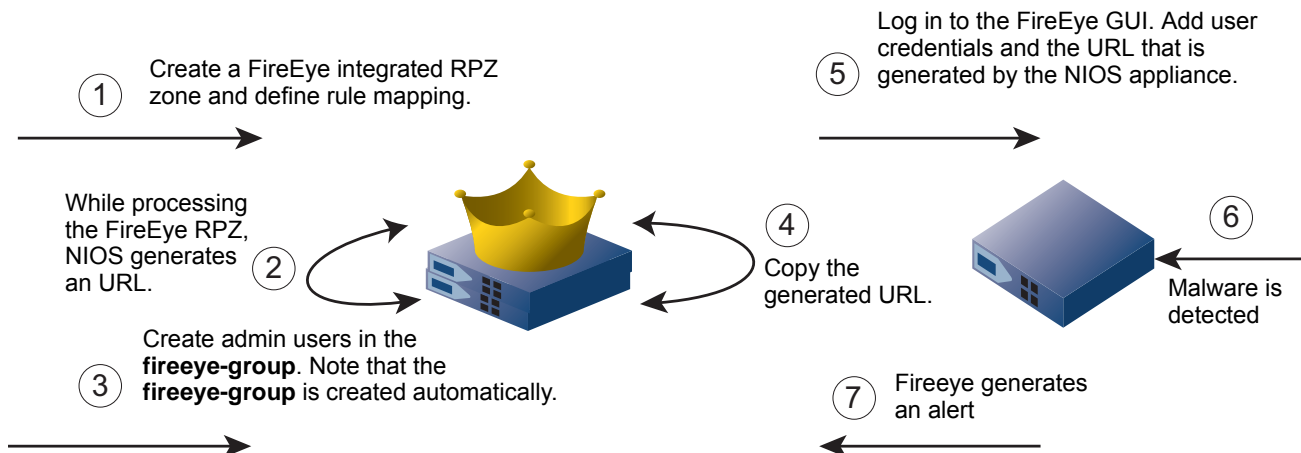 1
Create a FireEye integrated RPZ
zone and define rule mapping.
While processing
the FireEye RPZ,
NIOS generates
an URL.
2
3
Create admin users in the
fireeye-group. Note that the
fireeye-group is created automatically.
4
Copy the
generated URL.
5
Log in to the FireEye GUI. Add user
credentials and the URL that is
generated by the NIOS appliance.
6
Malware is
detected
7
Fireeye generates
an alert